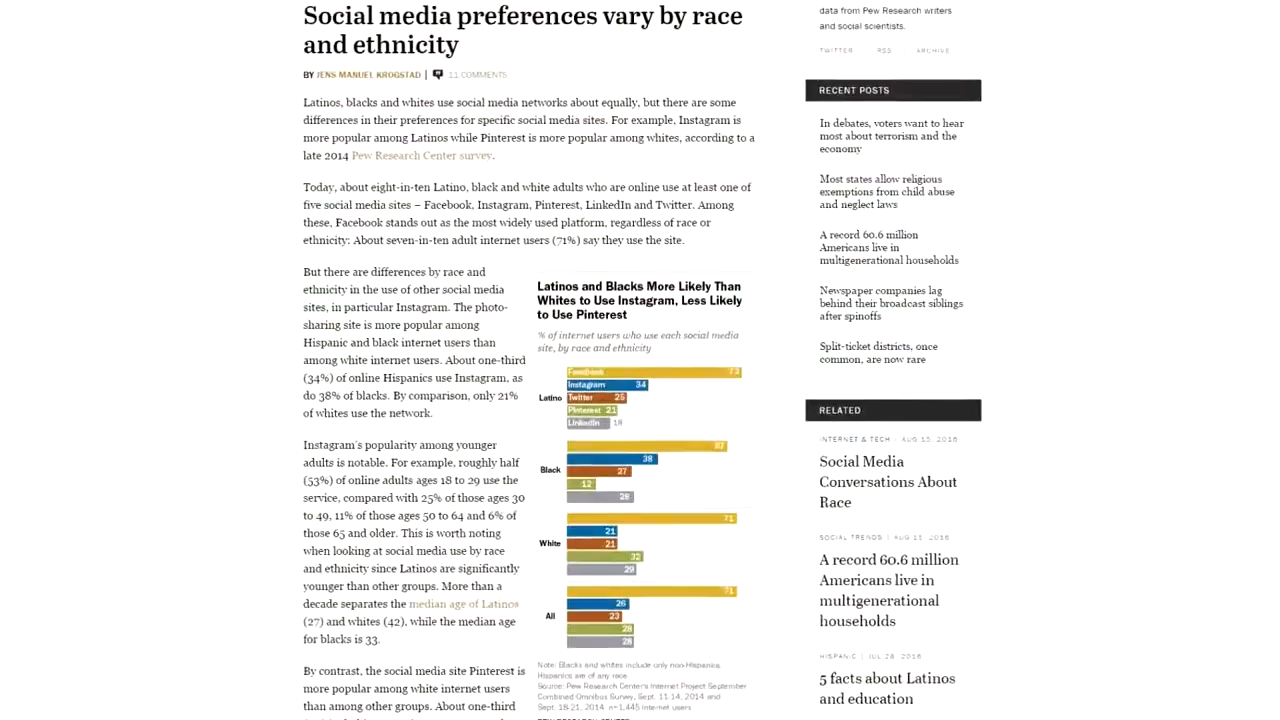 Social media preferences vary by race
and ethnicity
BY JENS MANUEL KROGSTAD | 11 COMMENTS
Latinos, blacks and whites use social media networks about equally, but there are some
differences in their preferences for specific social media sites. For example, Instagram is
more popular among Latinos while Pinterest is more popular among whites, according to a
late 2014 Pew Research Center survey.
Today, about eight-in-ten Latino, black and white adults who are online use at least one of
five social media sites – Facebook, Instagram, Pinterest, LinkedIn and Twitter. Among
these, Facebook stands out as the most widely used platform, regardless of race or
ethnicity: About seven-in-ten adult internet users (71%) say they use the site.
But there are differences by race and
ethnicity in the use of other social media
sites, in particular Instagram. The photo-
sharing site is more popular among
Hispanic and black internet users than
among white internet users. About one-third
(34%) of online Hispanics use Instagram, as
do 38% of blacks. By comparison, only 21%
of whites use the network.
Instagram's popularity among younger
adults is notable. For example, roughly half
(53%) of online adults ages 18 to 29 use the
service, compared with 25% of those ages 30
to 49, 11% of those ages 50 to 64 and 6% of
those 65 and older. This is worth noting
when looking at social media use by race
and ethnicity since Latinos are significantly
younger than other groups. More than a
decade separates the median age of Latinos
(27) and whites (42), while the median age
for blacks is 33.
By contrast, the social media site Pinterest is
more popular among white internet users
than among other groups. About one-third
Latinos and Blacks More Likely Than
Whites to Use Instagram, Less Likely
to Use Pinterest
% of internet users who use each social media
site, by race and ethnicity
Facebook 73
Instagram 34
Latino Twitter 25
Pinterest 21
LinkedIn 18
38
Black 27
12
28
71
21
White 21
32
29
71
26
All 23
28
28
Note: Blacks and whites include only non-Hispanics.
Hispanics are of any race.
Source: Pew Research Center's Internet Project September
Combined Omnibus Survey, Sept. 11-14, 2014 and
Sept. 18-21, 2014 n=1,445 internet users
PEW RESEARCH CENTER
data from Pew Research writers
and social scientists.
TWITTER RSS ARCHIVE
RECENT POSTS
In debates, voters want to hear
most about terrorism and the
economy
Most states allow religious
exemptions from child abuse
and neglect laws
A record 60.6 million
Americans live in
multigenerational households
Newspaper companies lag
behind their broadcast siblings
after spinoffs
Split-ticket districts, once
common, are now rare
RELATED
INTERNET & TECH | AUG 15, 2016
Social Media
Conversations About
Race
SOCIAL TRENDS | AUG 11, 2016
A record 60.6 million
Americans live in
multigenerational
households
HISPANIC | JUL 28, 2016
5 facts about Latinos
and education